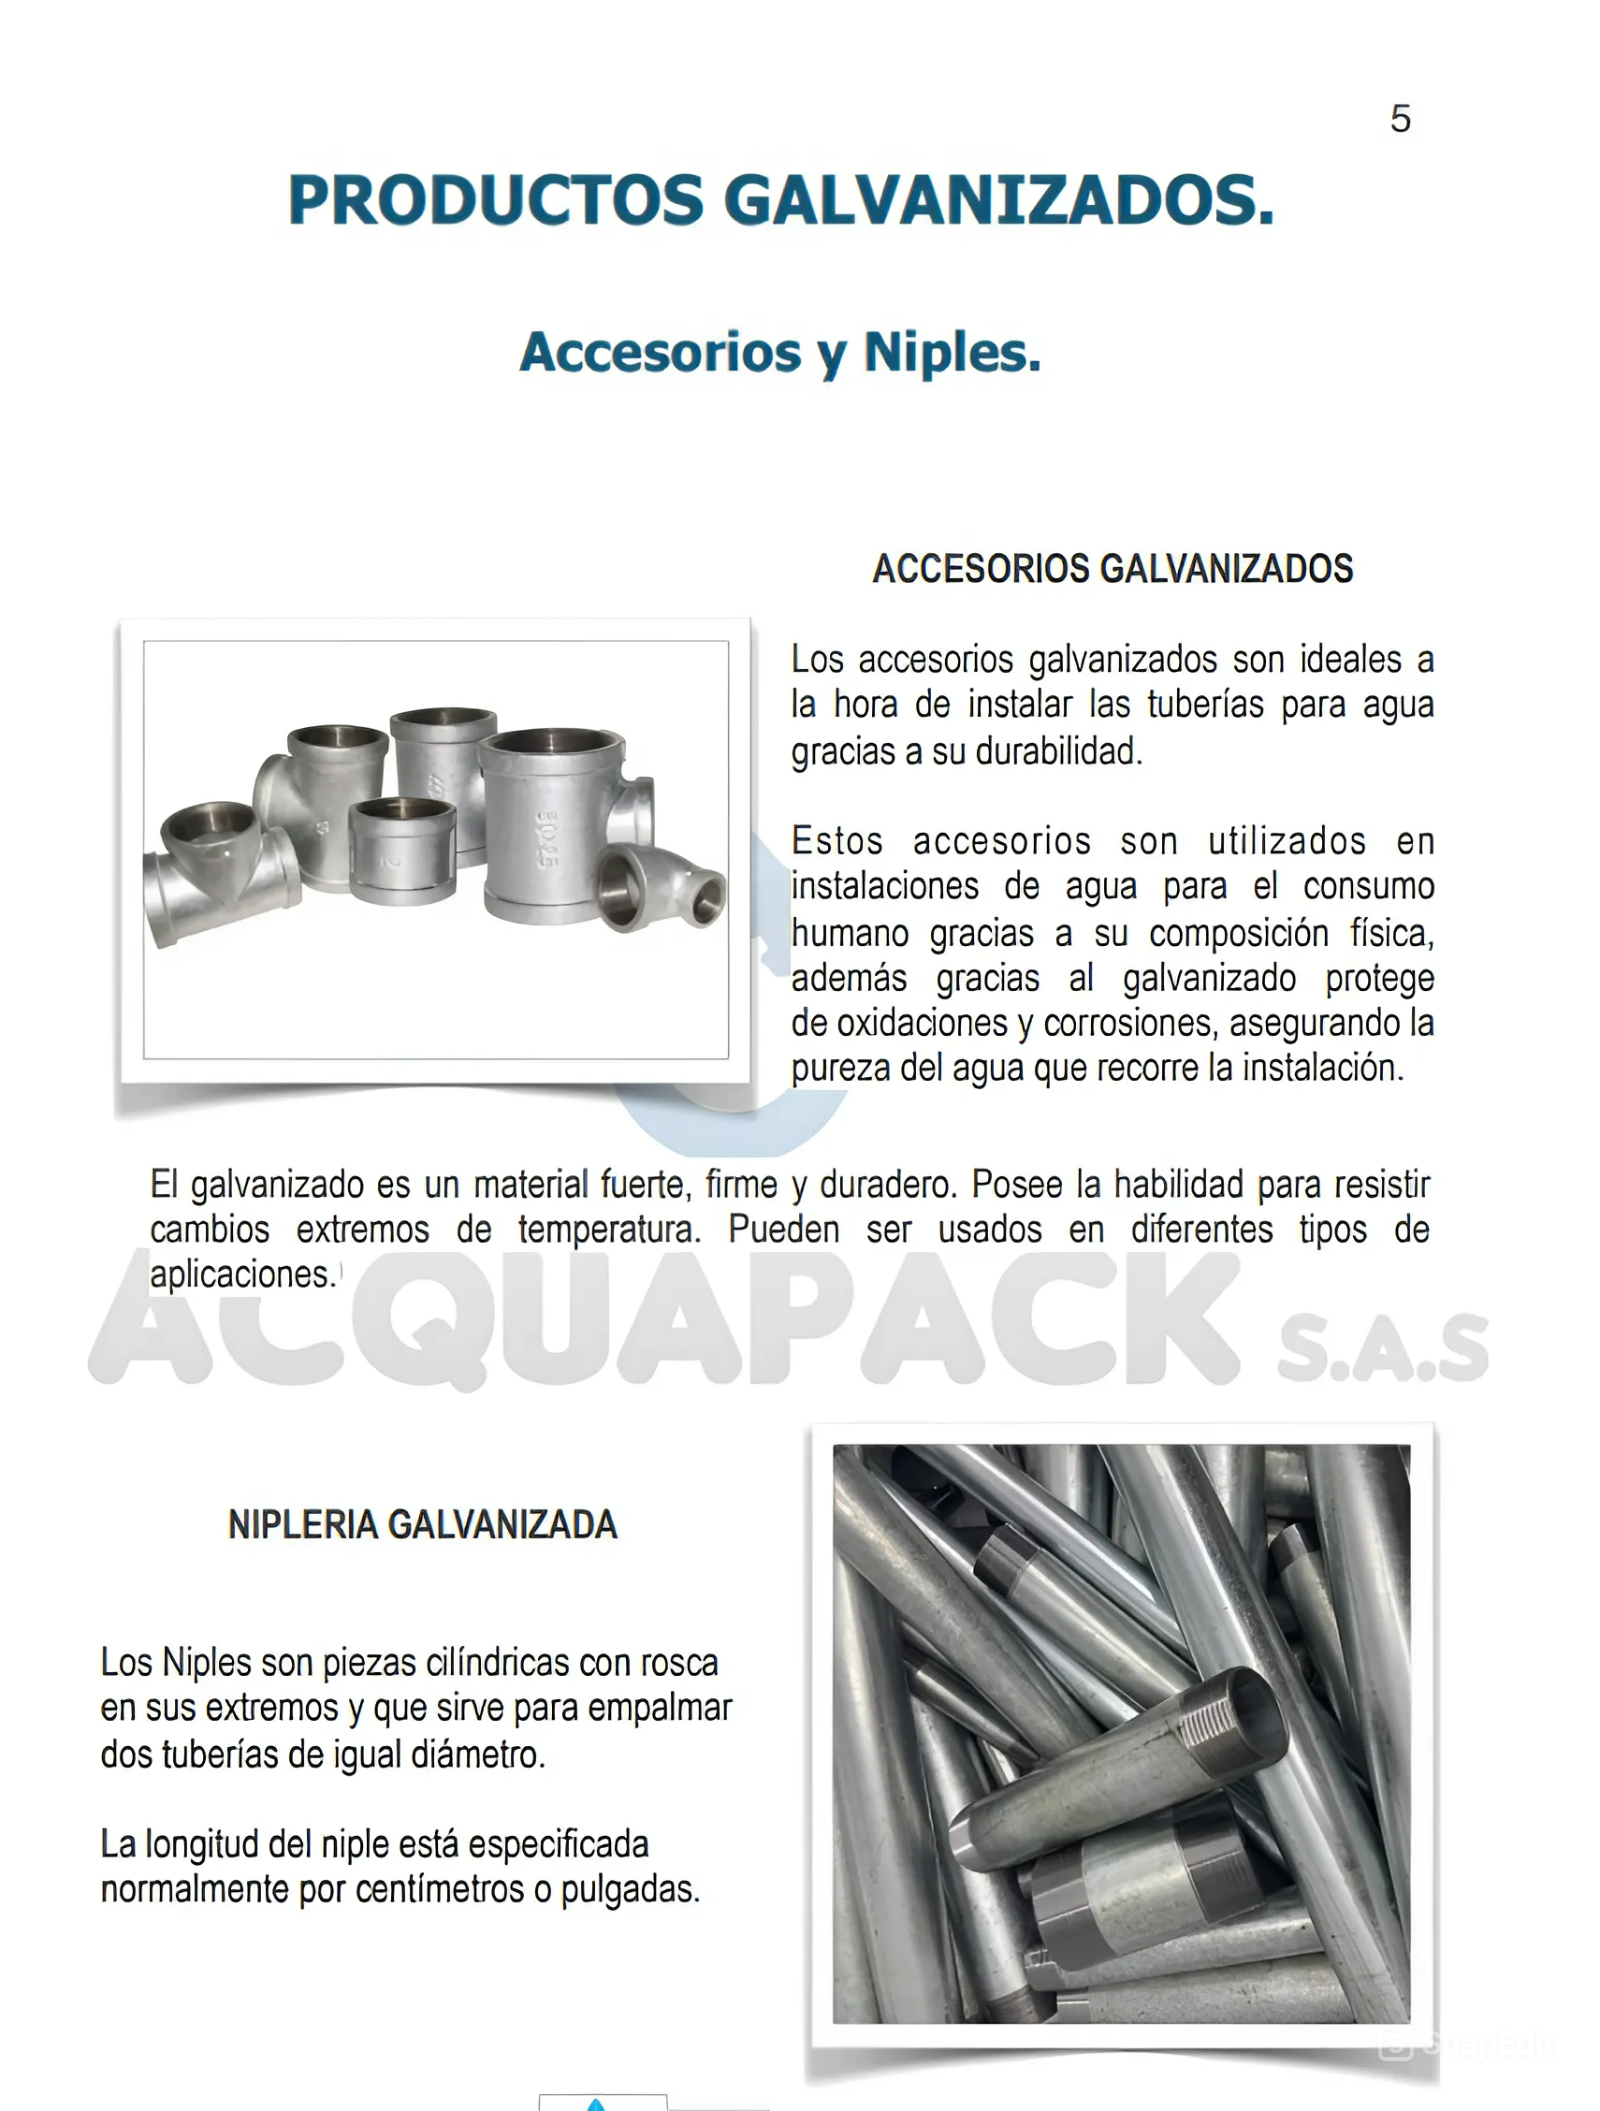 5
PRODUCTOS GALVANIZADOS.
Accesorios y Niples.
ACCESORIOS GALVANIZADOS
Los accesorios galvanizados son ideales a
la hora de instalar las tuberías para agua
gracias a su durabilidad.
Estos accesorios son utilizados en
instalaciones de agua para el consumo
humano gracias a su composición física,
además gracias al galvanizado protege
de oxidaciones y corrosiones, asegurando la
pureza del agua que recorre la instalación.
El galvanizado es un material fuerte, firme y duradero. Posee la habilidad para resistir
cambios extremos de temperatura. Pueden ser usados en diferentes tipos de
aplicaciones.
ACQUAPACK S.A.S
NIPLERIA GALVANIZADA
Los Niples son piezas cilíndricas con rosca
en sus extremos y que sirve para empalmar
dos tuberías de igual diámetro.
La longitud del niple está especificada
normalmente por centímetros o pulgadas.
SnapEdit